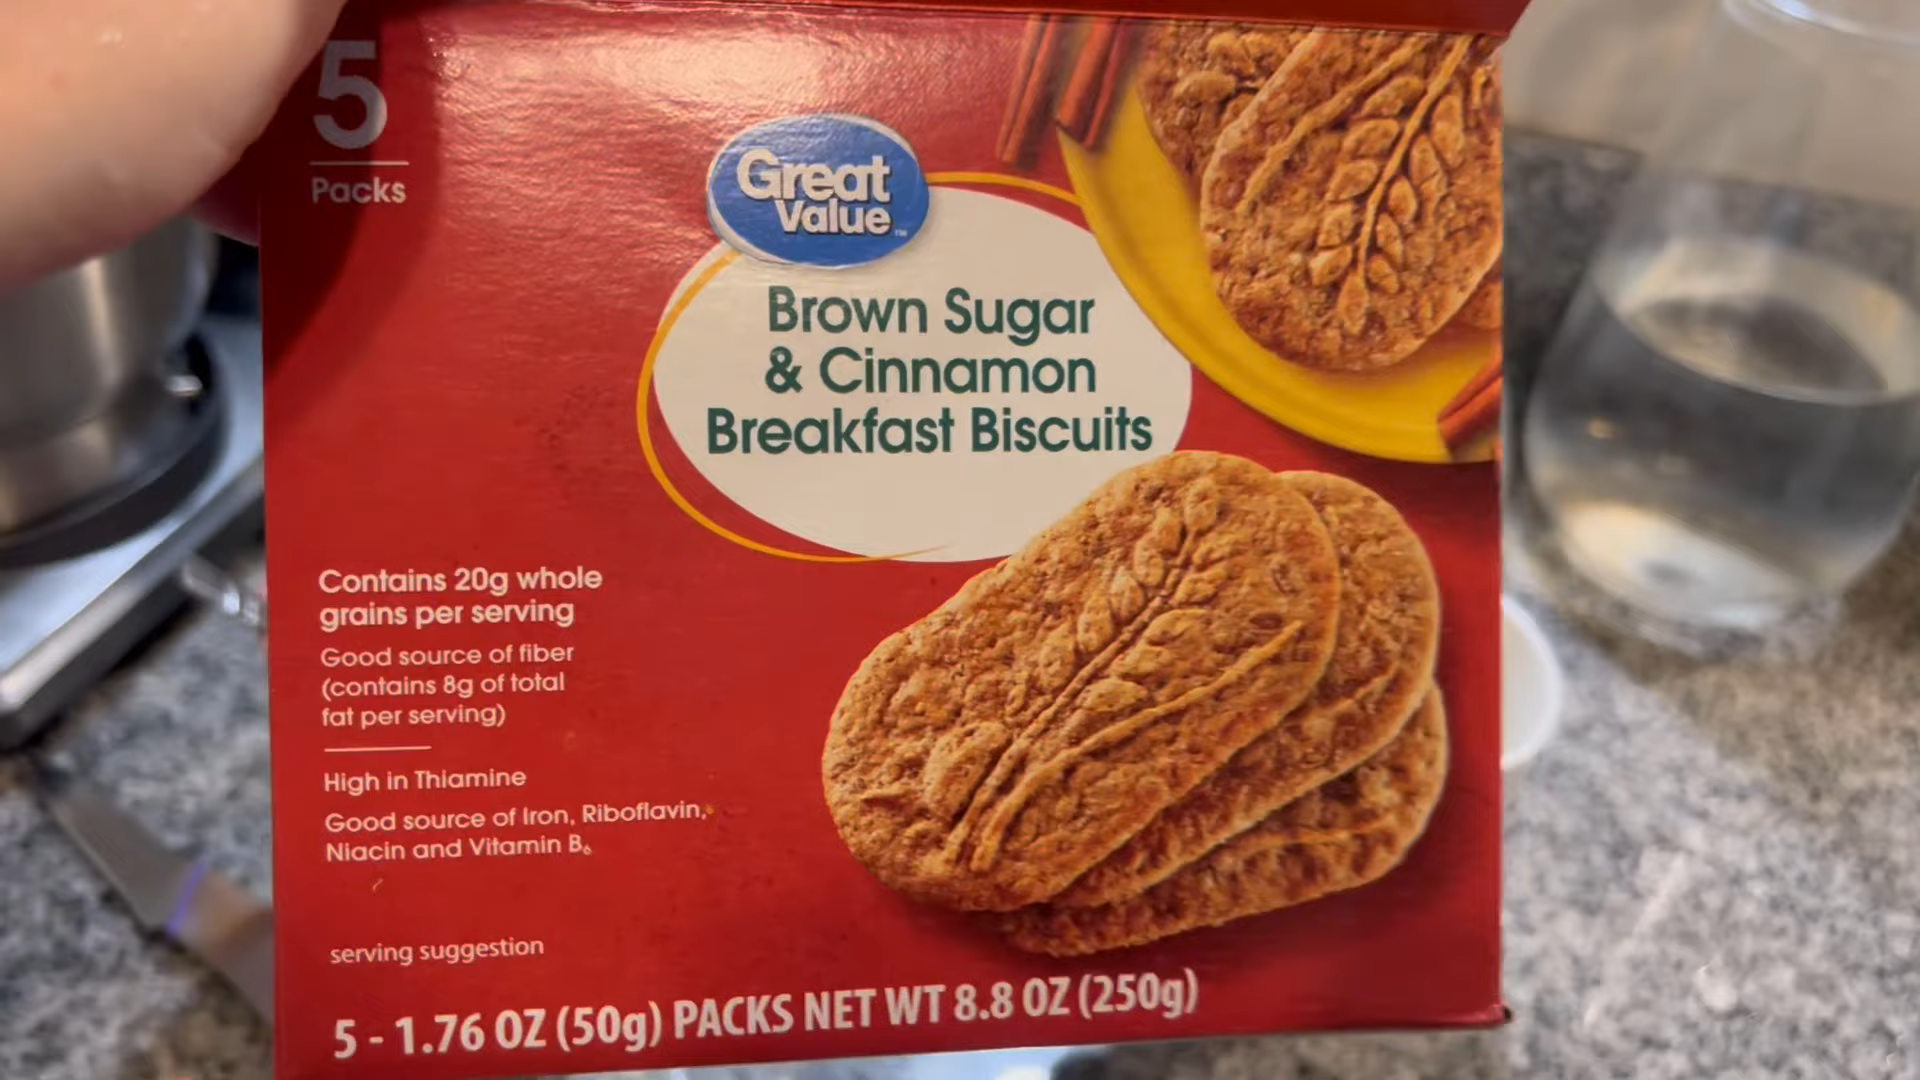 5
Packs
Great
Value™
Brown Sugar
& Cinnamon
Breakfast Biscuits
Contains 20g whole
grains per serving
Good source of fiber
(contains 8g of total
fat per serving)
High in Thiamine
Good source of Iron, Riboflavin,
Niacin and Vitamin B₆
serving suggestion
5 - 1.76 OZ (50g) PACKS NET WT 8.8 OZ (250g)